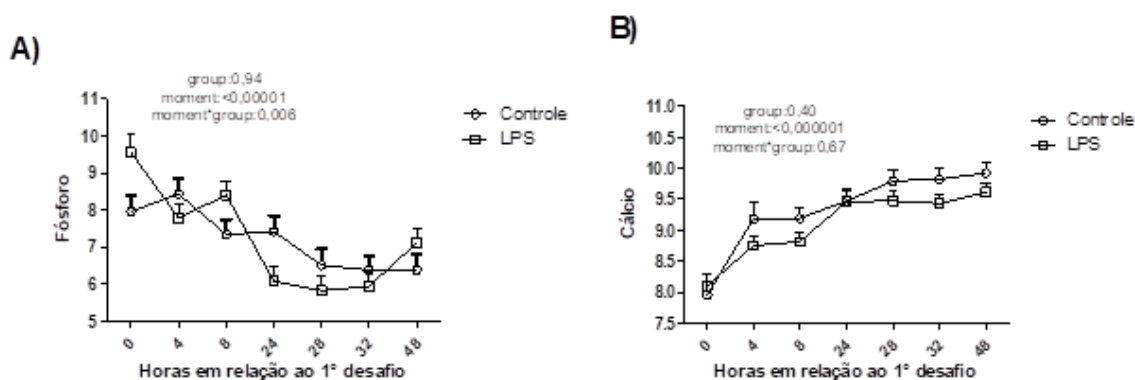 A)
group:0,94
moment:<0,00001
moment*group:0,006
11
10
9
8
7
6
5
Fósforo
0 4 8 24 28 32 48
Horas em relação ao 1° desafio
Controle
LPS
B)
group:0,40
moment:<0,000001
moment*group:0,67
11.0
10.5
10.0
9.5
9.0
8.5
8.0
7.5
Cálcio
0 4 8 24 28 32 48
Horas em relação ao 1° desafio
Controle
LPS